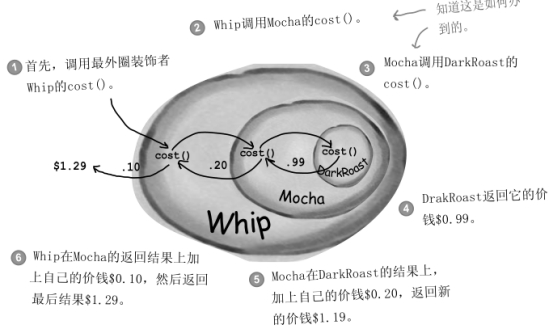 知道这是如何办
到的。
2 Whip调用Mocha的cost()。
1 首先，调用最外圈装饰者
Whip的cost()。
3 Mocha调用DarkRoast的
cost()。
cost()
cost()
cost()
$1.29
.10
.20
.99
DarkRoast
Mocha
Whip
4 DrakRoast返回它的价
钱$0.99。
6 Whip在Mocha的返回结果上加
上自己的价钱$0.10，然后返回
最后结果$1.29。
5 Mocha在DarkRoast的结果上，
加上自己的价钱$0.20，返回新
的价钱$1.19。